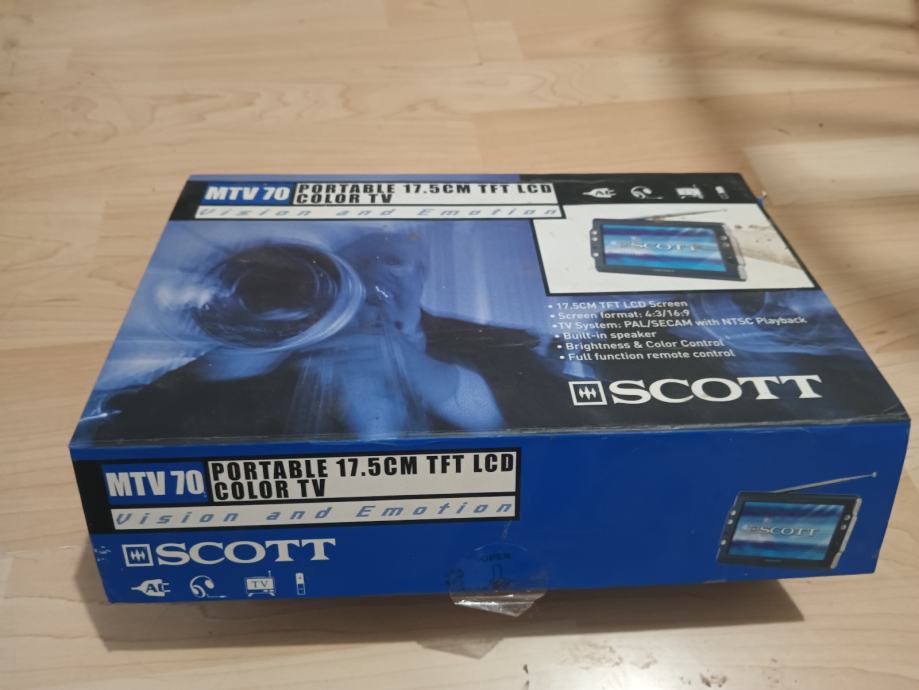 MTV 70
PORTABLE 17.5CM TFT LCD
COLOR TV
Vision and Emotion
AC
SCOTT
• 17.5CM TFT LCD Screen
• Screen format: 4:3/16:9
• TV System: PAL/SECAM with NTSC Playback
• Built-in speaker
• Brightness & Color Control
• Full function remote control
SCOTT
MTV 70
PORTABLE 17.5CM TFT LCD
COLOR TV
Vision and Emotion
SCOTT
AC
TV
OPEN
SCOTT